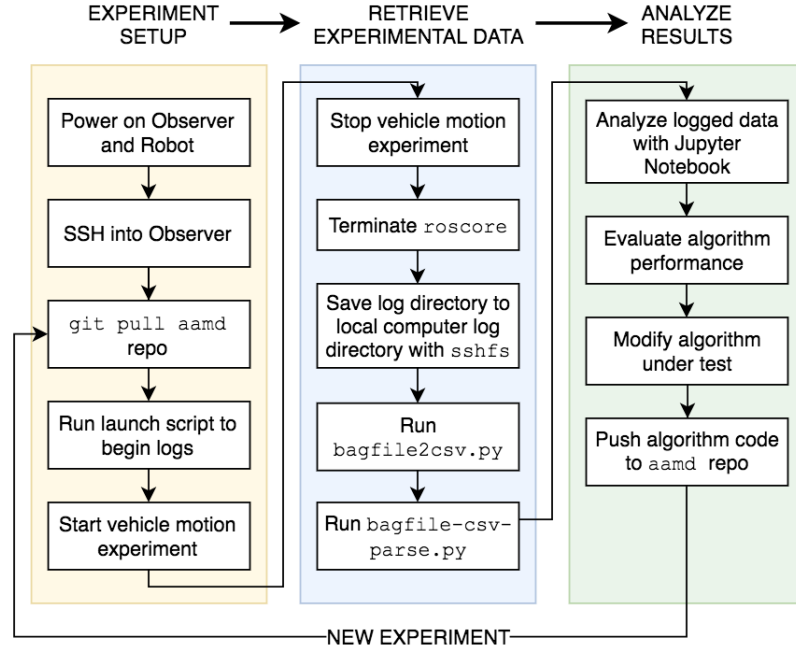 EXPERIMENT
SETUP
RETRIEVE
EXPERIMENTAL DATA
ANALYZE
RESULTS
Power on Observer
and Robot
SSH into Observer
git pull aamd
repo
Run launch script to
begin logs
Start vehicle motion
experiment
Stop vehicle motion
experiment
Terminate roscore
Save log directory to
local computer log
directory with sshfs
Run
bagfile2csv.py
Run bagfile-csv-
parse.py
Analyze logged data
with Jupyter
Notebook
Evaluate algorithm
performance
Modify algorithm
under test
Push algorithm code
to aamd repo
NEW EXPERIMENT